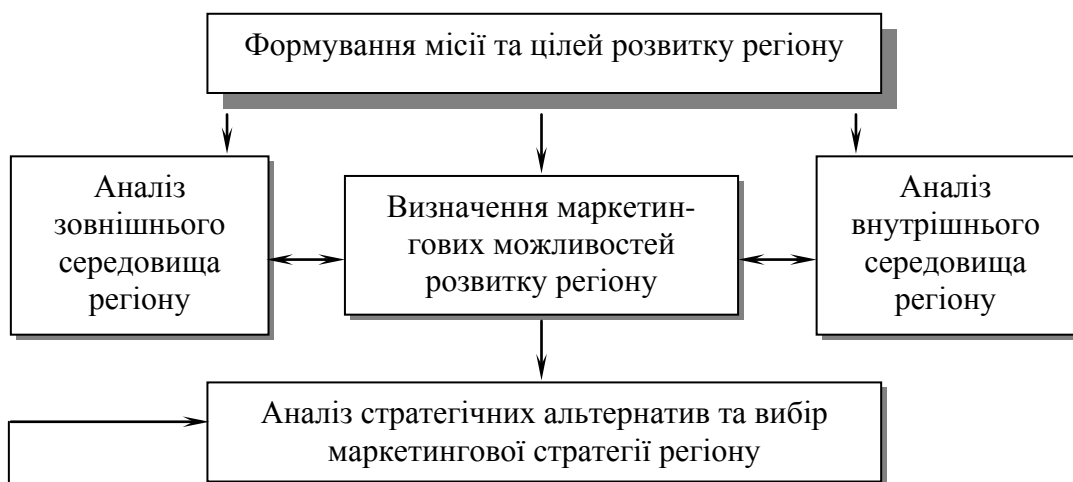 Формування місії та цілей розвитку регіону
Аналіз
зовнішнього
середовища
регіону
Визначення маркетин-
гових можливостей
розвитку регіону
Аналіз
внутрішнього
середовища
регіону
Аналіз стратегічних альтернатив та вибір
маркетингової стратегії регіону